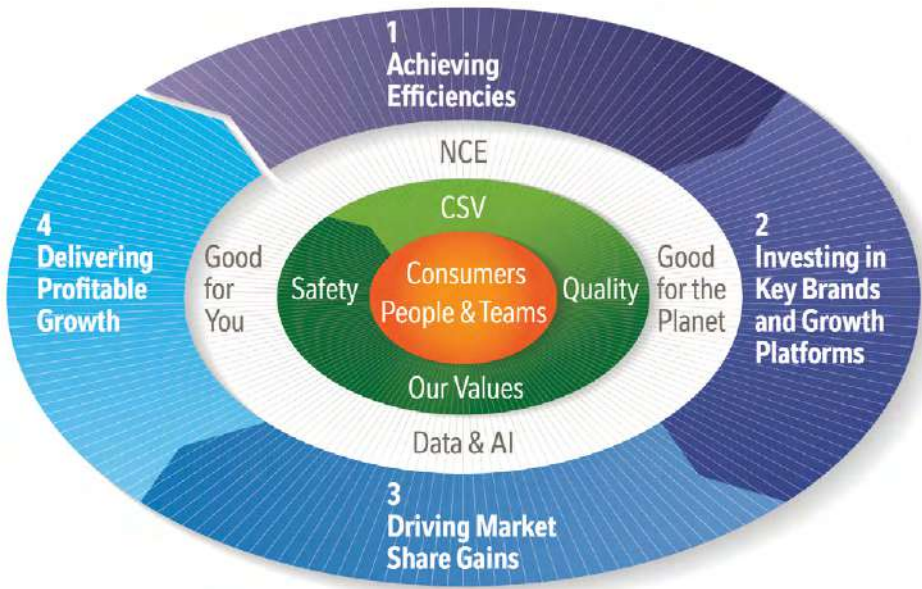 1
Achieving
Efficiencies
NCE
CSV
4
Delivering
Profitable
Growth
Good
for
You
Safety
Consumers
People & Teams
Quality
Good
for the
Planet
2
Investing in
Key Brands
and Growth
Platforms
Our Values
Data & AI
3
Driving Market
Share Gains